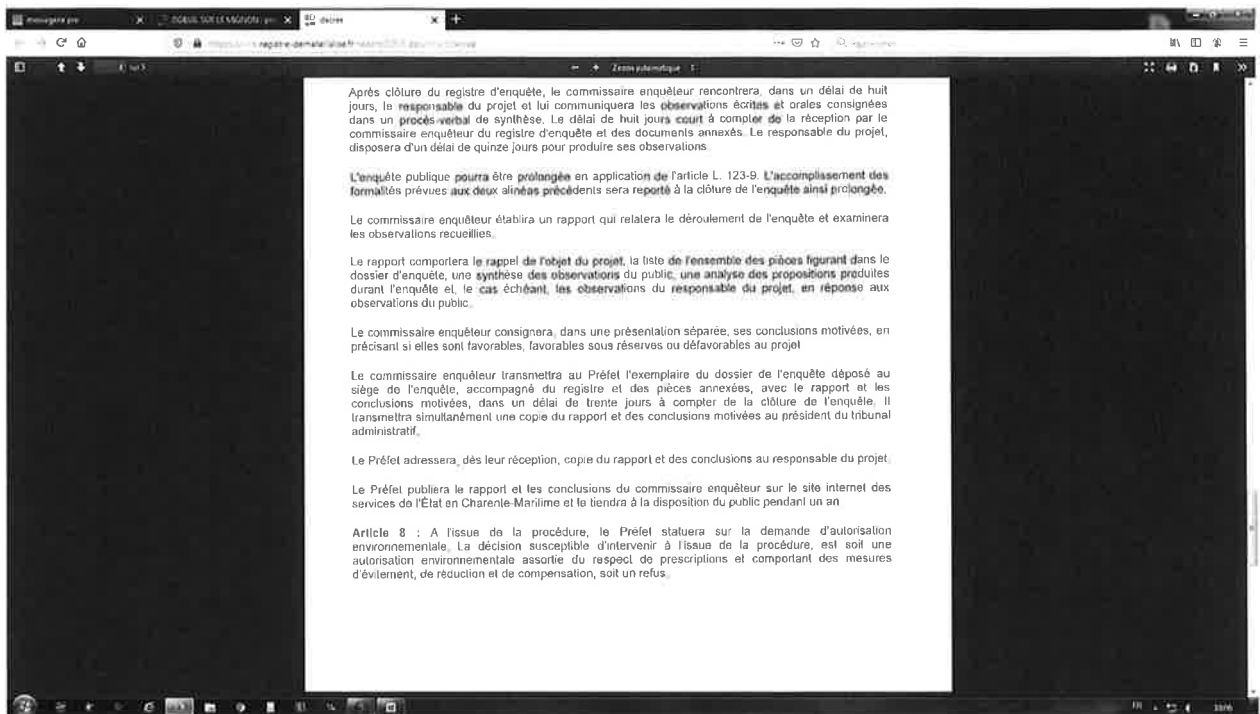 messagerie pro
decree
Après clôture du registre d'enquête, le commissaire enquêteur rencontrera, dans un délai de huit
jours, le responsable du projet et lui communiquera les observations écrites et orales consignées
dans un procès-verbal de synthèse. Le délai de huit jours court à compter de la réception par le
commissaire enquêteur du registre d'enquête et des documents annexés. Le responsable du projet,
disposera d'un délai de quinze jours pour produire ses observations.
L'enquête publique pourra être prolongée en application de l'article L. 123-9. L'accomplissement des
formalités prévues aux deux alinéas précédents sera reporté à la clôture de l'enquête ainsi prolongée.
Le commissaire enquêteur établira un rapport qui relatera le déroulement de l'enquête et examinera
les observations recueillies.
Le rapport comportera le rappel de l'objet du projet, la liste de l'ensemble des pièces figurant dans le
dossier d'enquête, une synthèse des observations du public, une analyse des propositions produites
durant l'enquête et, le cas échéant, les observations du responsable du projet, en réponse aux
observations du public.
Le commissaire enquêteur consignera, dans une présentation séparée, ses conclusions motivées, en
précisant si elles sont favorables, favorables sous réserves ou défavorables au projet
Le commissaire enquêteur transmettra au Préfet l'exemplaire du dossier de l'enquête déposé au
siège de l'enquête, accompagné du registre et des pièces annexées, avec le rapport et les
conclusions motivées, dans un délai de trente jours à compter de la clôture de l'enquête. Il
transmettra simultanément une copie du rapport et des conclusions motivées au président du tribunal
administratif.
Le Préfet adressera, dès leur réception, copie du rapport et des conclusions au responsable du projet.
Le Préfet publiera le rapport et les conclusions du commissaire enquêteur sur le site internet des
services de l'État en Charente-Maritime et le tiendra à la disposition du public pendant un an
Article 8 : A l'issue de la procédure, le Préfet statuera sur la demande d'autorisation
environnementale. La décision susceptible d'intervenir à l'issue de la procédure, est soit une
autorisation environnementale assortie du respect de prescriptions et comportant des mesures
d'évitement, de réduction et de compensation, soit un refus.